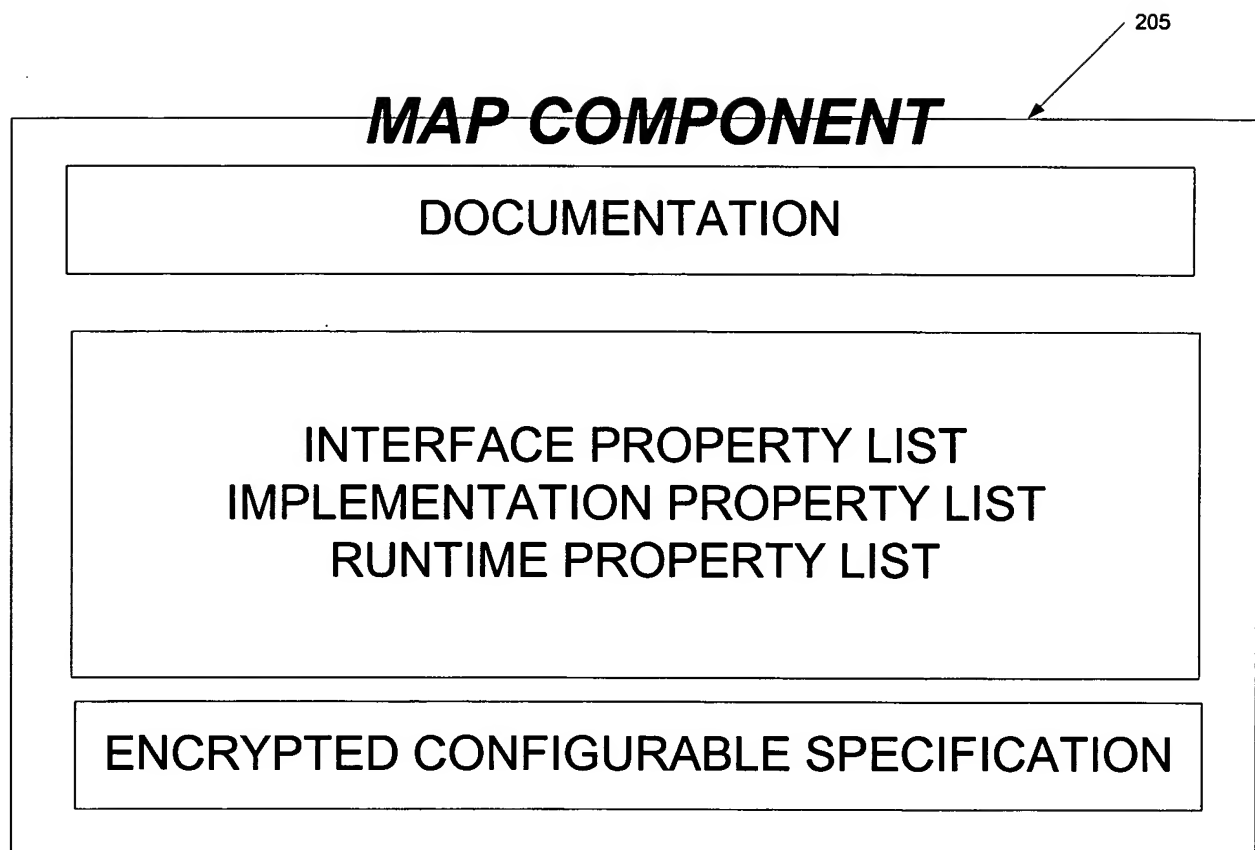 205
MAP COMPONENT
DOCUMENTATION
INTERFACE PROPERTY LIST
IMPLEMENTATION PROPERTY LIST
RUNTIME PROPERTY LIST
ENCRYPTED CONFIGURABLE SPECIFICATION